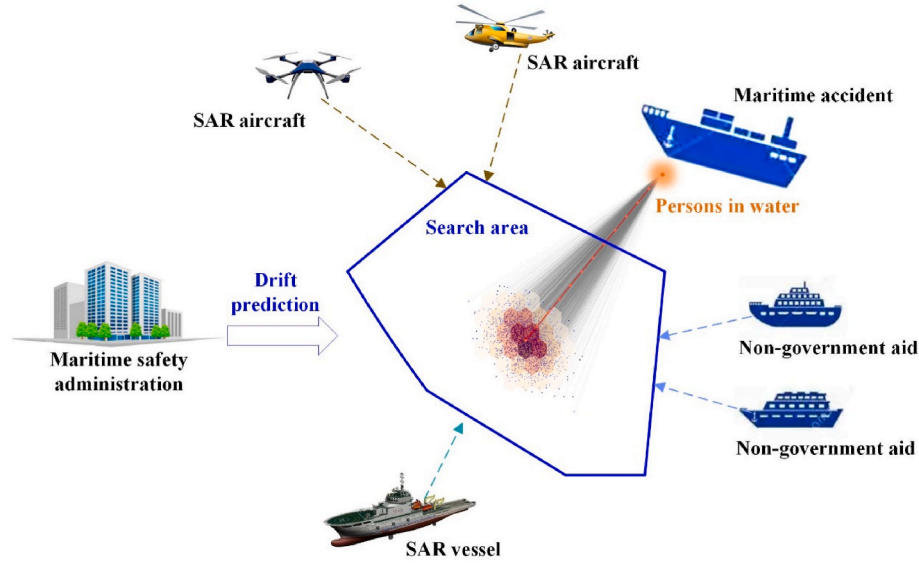 SAR aircraft
SAR aircraft
Maritime accident
Persons in water
Search area
Drift
prediction
Maritime safety
administration
Non-government aid
Non-government aid
SAR vessel